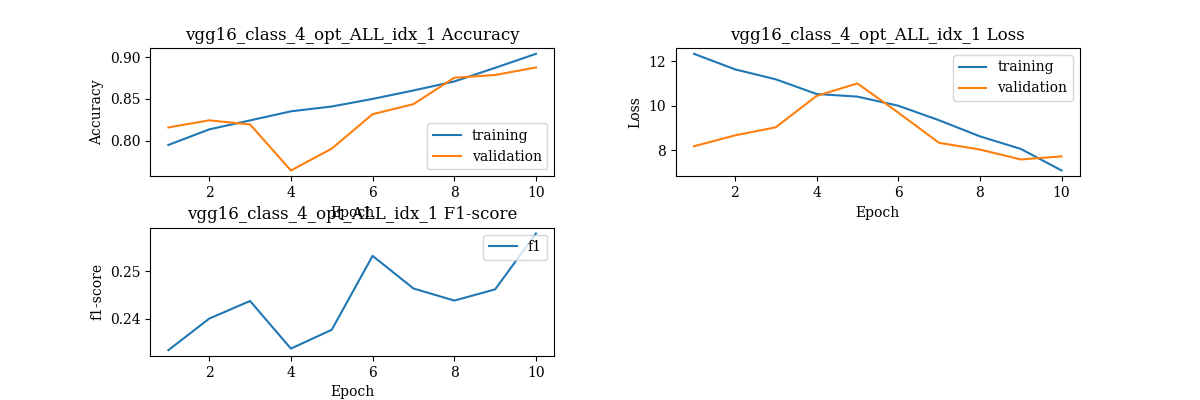 vgg16_class_4_opt_ALL_idx_1 Accuracy
0.90
0.85
0.80
Accuracy
training
validation
2 4 6 8 10
Epoch
vgg16_class_4_opt_ALL_idx_1 Loss
12
10
8
Loss
training
validation
2 4 6 8 10
Epoch
vgg16_class_4_opt_ALL_idx_1 F1-score
0.25
0.24
f1-score
f1
2 4 6 8 10
Epoch